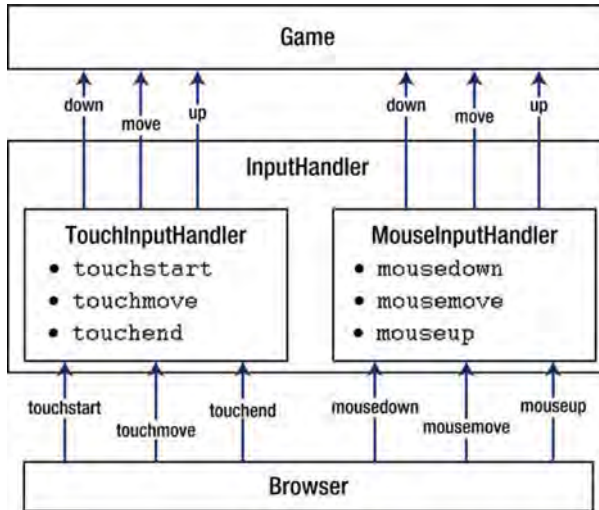 Game
down
move
up
down
move
up
InputHandler
TouchInputHandler
• touchstart
• touchmove
• touchend
MouseInputHandler
• mousedown
• mousemove
• mouseup
touchstart
touchmove
touchend
mousedown
mousemove
mouseup
Browser